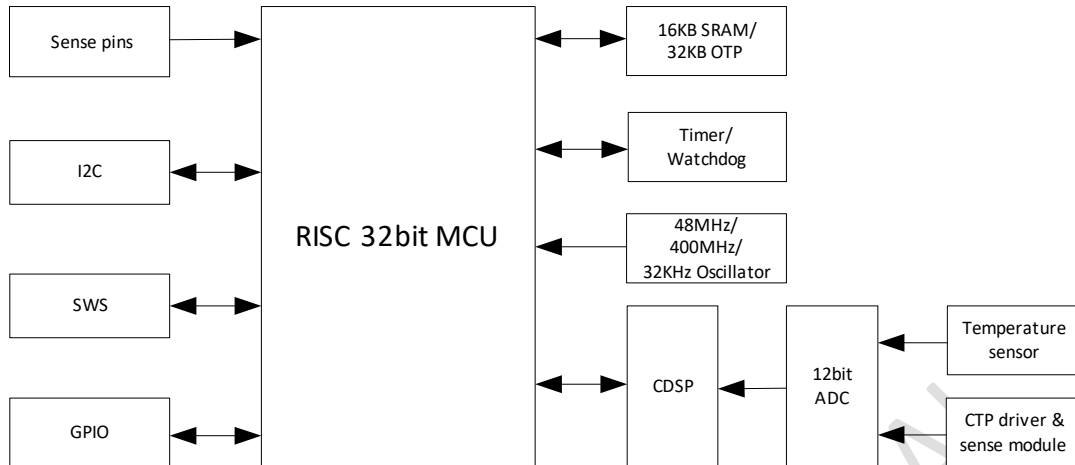 Sense pins
I2C
SWS
GPIO
RISC 32bit MCU
16KB SRAM/
32KB OTP
Timer/
Watchdog
48MHz/
400MHz/
32KHz Oscillator
CDSP
12bit
ADC
Temperature
sensor
CTP driver &
sense module